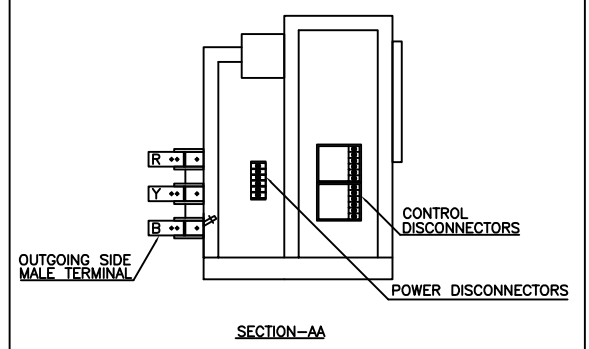 R
Y
B
CONTROL
DISCONNECTORS
OUTGOING SIDE
MALE TERMINAL
POWER DISCONNECTORS
SECTION-AA